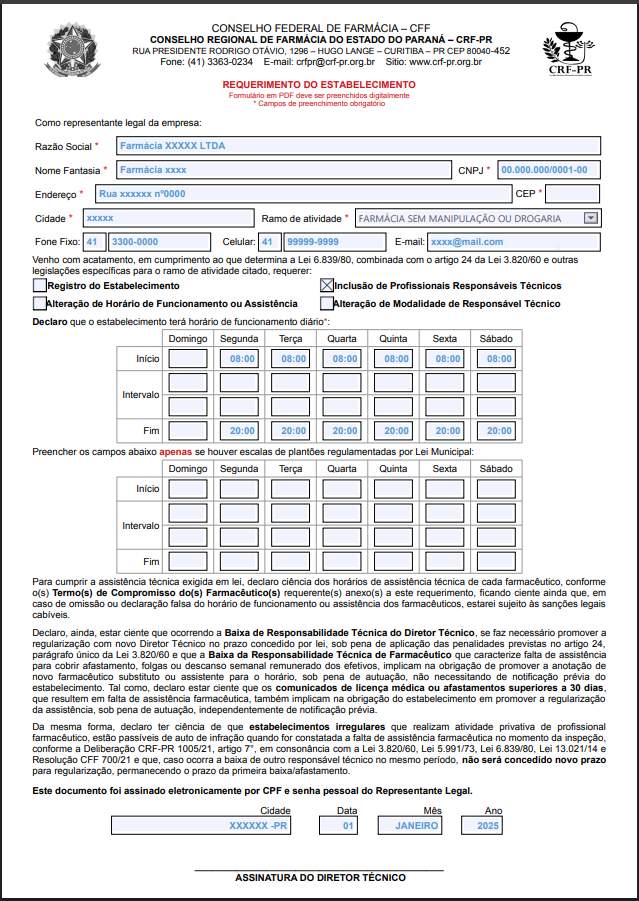 CONSELHO FEDERAL DE FARMÁCIA – CFF
CONSELHO REGIONAL DE FARMÁCIA DO ESTADO DO PARANÁ – CRF-PR
RUA PRESIDENTE RODRIGO OTÁVIO, 1296 – HUGO LANGE – CURITIBA – PR CEP 80040-452
Fone: (41) 3363-0234 E-mail: crfpr@crf-pr.org.br Sitio: www.crf-pr.org.br
CRF-PR
REQUERIMENTO DO ESTABELECIMENTO
Formulário em PDF deve ser preenchidos digitalmente
* Campos de preenchimento obrigatório
Como representante legal da empresa:
Razão Social * Farmácia XXXXX LTDA
Nome Fantasia * Farmácia xxxx CNPJ * 00.000.000/0001-00
Endereço * Rua xxxxxx nº0000 CEP *
Cidade * xxxxx Ramo de atividade * FARMÁCIA SEM MANIPULAÇÃO OU DROGARIA
Fone Fixo: 41 3300-0000 Celular: 41 99999-9999 E-mail: xxxx@mail.com
Venho com acatamento, em cumprimento ao que determina a Lei 6.839/80, combinada com o artigo 24 da Lei 3.820/60 e outras
legislações específicas para o ramo de atividade citado, requerer:
Registro do Estabelecimento Inclusão de Profissionais Responsáveis Técnicos
Alteração de Horário de Funcionamento ou Assistência Alteração de Modalidade de Responsável Técnico
Declaro que o estabelecimento terá horário de funcionamento diário*:
Domingo Segunda Terça Quarta Quinta Sexta Sábado
Início 08:00 08:00 08:00 08:00 08:00 08:00
Intervalo
Fim 20:00 20:00 20:00 20:00 20:00 20:00
Preencher os campos abaixo apenas se houver escalas de plantões regulamentadas por Lei Municipal:
Domingo Segunda Terça Quarta Quinta Sexta Sábado
Início
Intervalo
Fim
Para cumprir a assistência técnica exigida em lei, declaro ciência dos horários de assistência técnica de cada farmacêutico, conforme
o(s) Termo(s) de Compromisso do(s) Farmacêutico(s) requerente(s) anexo(s) a este requerimento, ficando ciente ainda que, em
caso de omissão ou declaração falsa do horário de funcionamento ou assistência dos farmacêuticos, estarei sujeito às sanções legais
cabíveis.
Declaro, ainda, estar ciente que ocorrendo a Baixa de Responsabilidade Técnica do Diretor Técnico, se faz necessário promover a
regularização com novo Diretor Técnico no prazo concedido por lei, sob pena de aplicação das penalidades previstas no artigo 24,
parágrafo único da Lei 3.820/60 e que a Baixa da Responsabilidade Técnica de Farmacêutico que caracterize falta de assistência
para cobrir afastamento, folgas ou descanso semanal remunerado dos efetivos, implicam na obrigação de promover a anotação de
novo farmacêutico substituto ou assistente para o horário, sob pena de autuação, não necessitando de notificação prévia do
estabelecimento. Tal como, declaro estar ciente que os comunicados de licença médica ou afastamentos superiores a 30 dias,
que resultem em falta de assistência farmacêutica, também implicam na obrigação do estabelecimento em promover a regularização
da assistência, sob pena de autuação, independentemente de notificação prévia.
Da mesma forma, declaro ter ciência de que estabelecimentos irregulares que realizam atividade privativa de profissional
farmacêutico, estão passíveis de auto de infração quando for constatada a falta de assistência farmacêutica no momento da inspeção,
conforme a Deliberação CRF-PR 1005/21, artigo 7°, em consonância com a Lei 3.820/60, Lei 5.991/73, Lei 6.839/80, Lei 13.021/14 e
Resolução CFF 700/21 e que, caso ocorra a baixa de outro responsável técnico no mesmo período, não será concedido novo prazo
para regularização, permanecendo o prazo da primeira baixa/afastamento.
Este documento foi assinado eletronicamente por CPF e senha pessoal do Representante Legal.
Cidade Data Mês Ano
XXXXXX -PR 01 JANEIRO 2025
ASSINATURA DO DIRETOR TÉCNICO